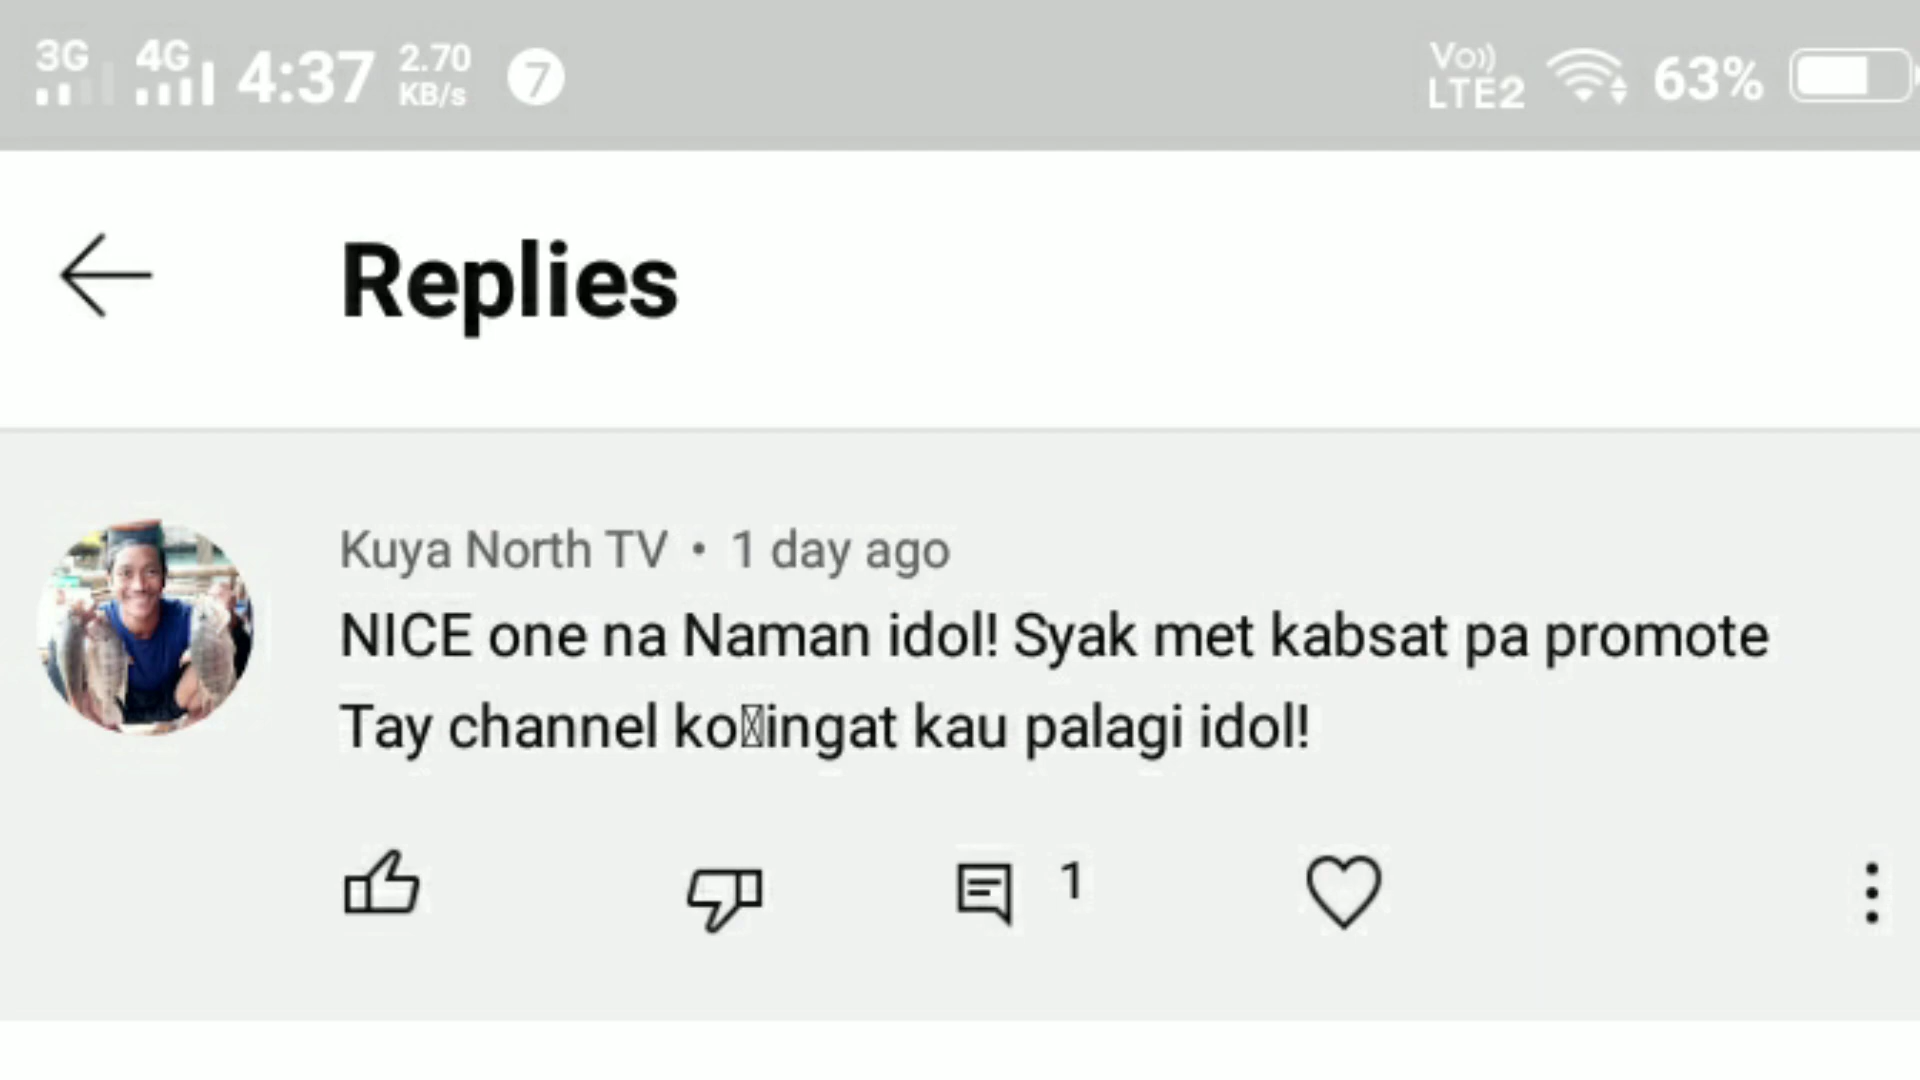 3G 4G 4:37 2.70 KB/s 7 Vo)) LTE2 63%
Replies
Kuya North TV • 1 day ago
NICE one na Naman idol! Syak met kabsat pa promote
Tay channel ko ingat kau palagi idol!
1